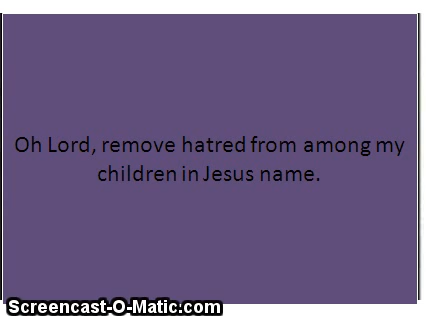 Oh Lord, remove hatred from among my
children in Jesus name.
Screencast-O-Matic.com